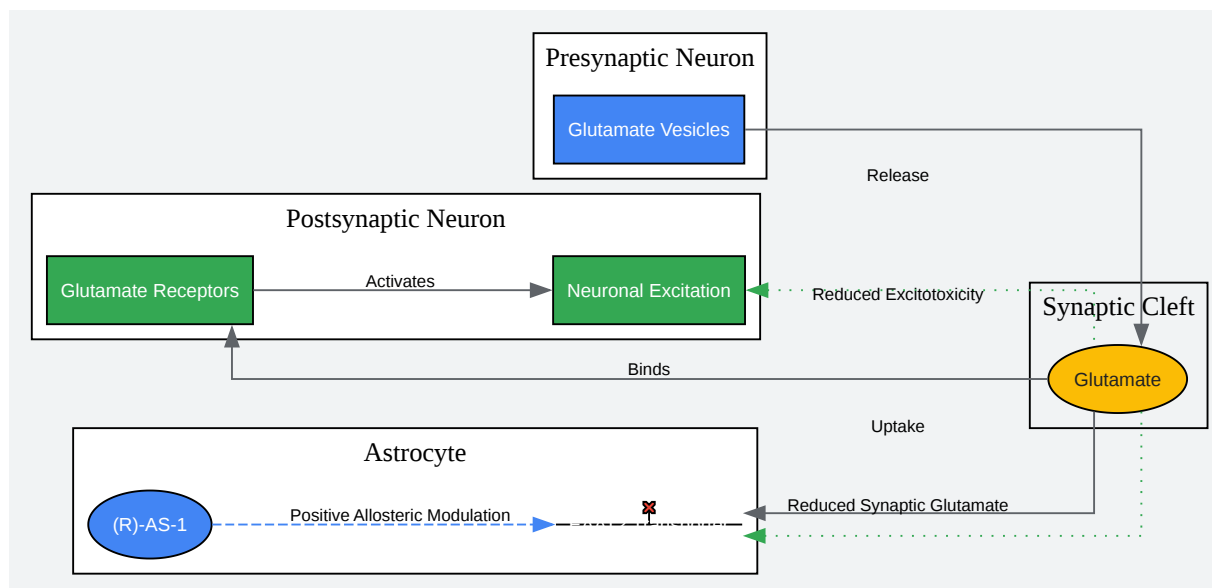 Presynaptic Neuron
Glutamate Vesicles
Release
Postsynaptic Neuron
Glutamate Receptors
Activates
Neuronal Excitation
Reduced Excitotoxicity
Synaptic Cleft
Glutamate
Binds
Uptake
Astrocyte
(R)-AS-1
Positive Allosteric Modulation
Reduced Synaptic Glutamate